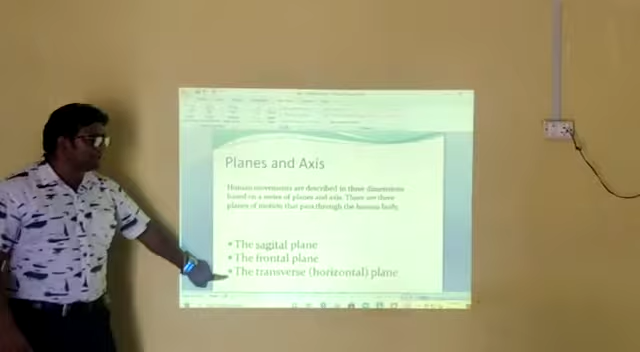 Planes and Axis
Human movements are described in three dimensions
based on a series of planes and axis. There are three
planes of motion that pass through the human body.
• The sagital plane
• The frontal plane
• The transverse (horizontal) plane